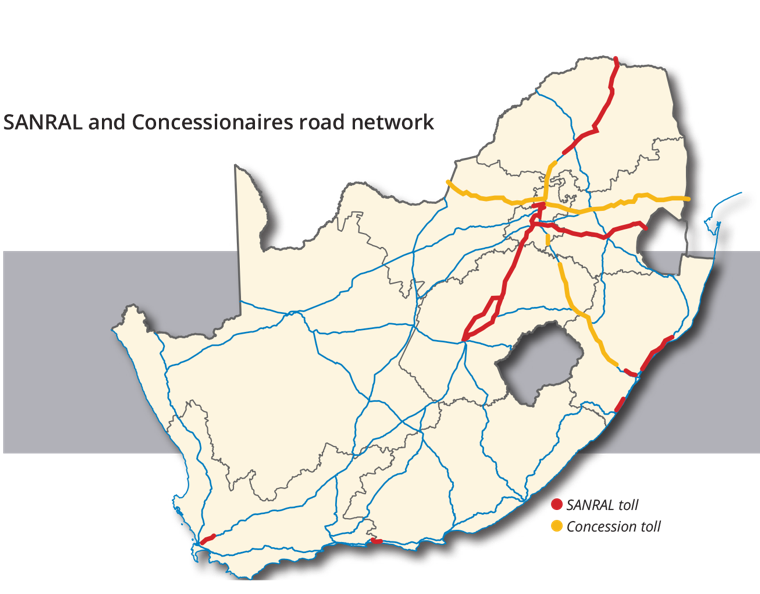 SANRAL and Concessionaires road network
SANRAL toll
Concession toll